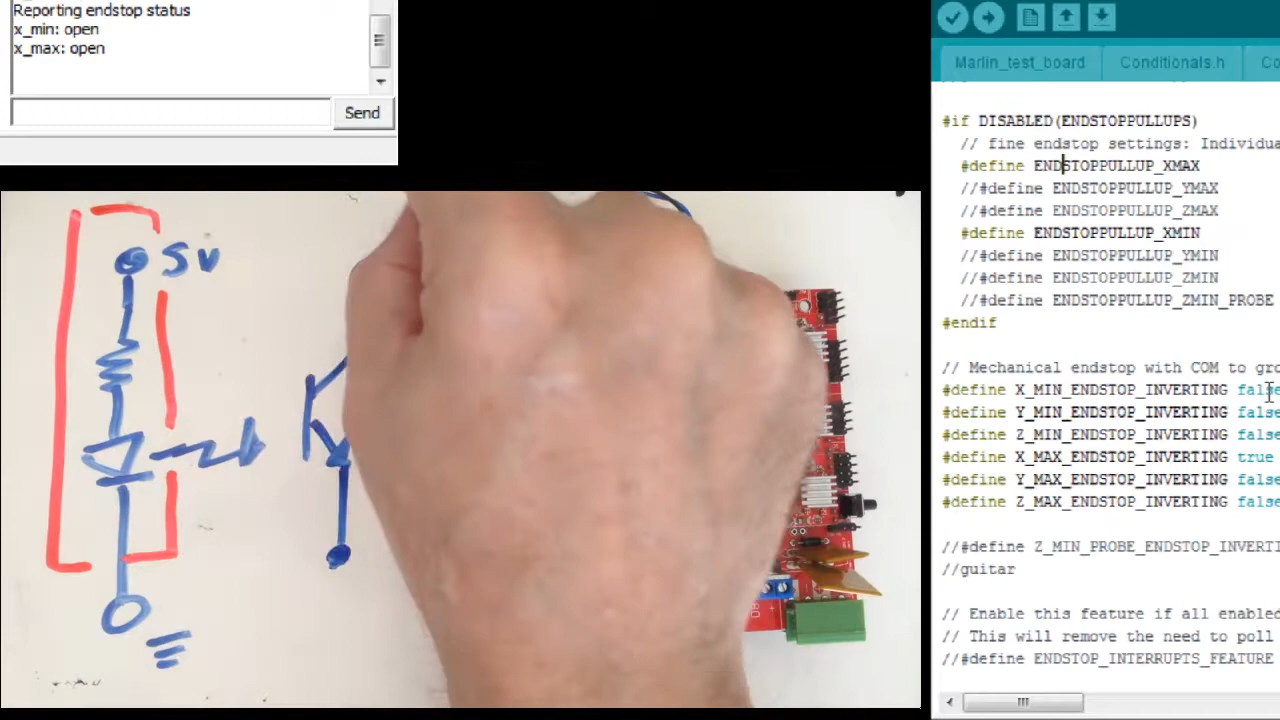 Reporting endstop status
x_min: open
x_max: open
Send
5v
Marlin_test_board
Conditionals.h
#if DISABLED(ENDSTOPPULLUPS)
// fine endstop settings:
#define ENDSTOPPULLUP_XMAX
//#define ENDSTOPPULLUP_YMAX
//#define ENDSTOPPULLUP_ZMAX
#define ENDSTOPPULLUP_XMIN
//#define ENDSTOPPULLUP_YMIN
//#define ENDSTOPPULLUP_ZMIN
//#define ENDSTOPPULLUP_ZMIN_PROBE
#endif
// Mechanical endstop with COM to
#define X_MIN_ENDSTOP_INVERTING false
#define Y_MIN_ENDSTOP_INVERTING false
#define Z_MIN_ENDSTOP_INVERTING false
#define X_MAX_ENDSTOP_INVERTING true
#define Y_MAX_ENDSTOP_INVERTING false
#define Z_MAX_ENDSTOP_INVERTING false
//#define Z_MIN_PROBE_ENDSTOP_INVERTI
//guitar
// Enable this feature if all enabled
// This will remove the need to poll
//#define ENDSTOP_INTERRUPTS_FEATURE